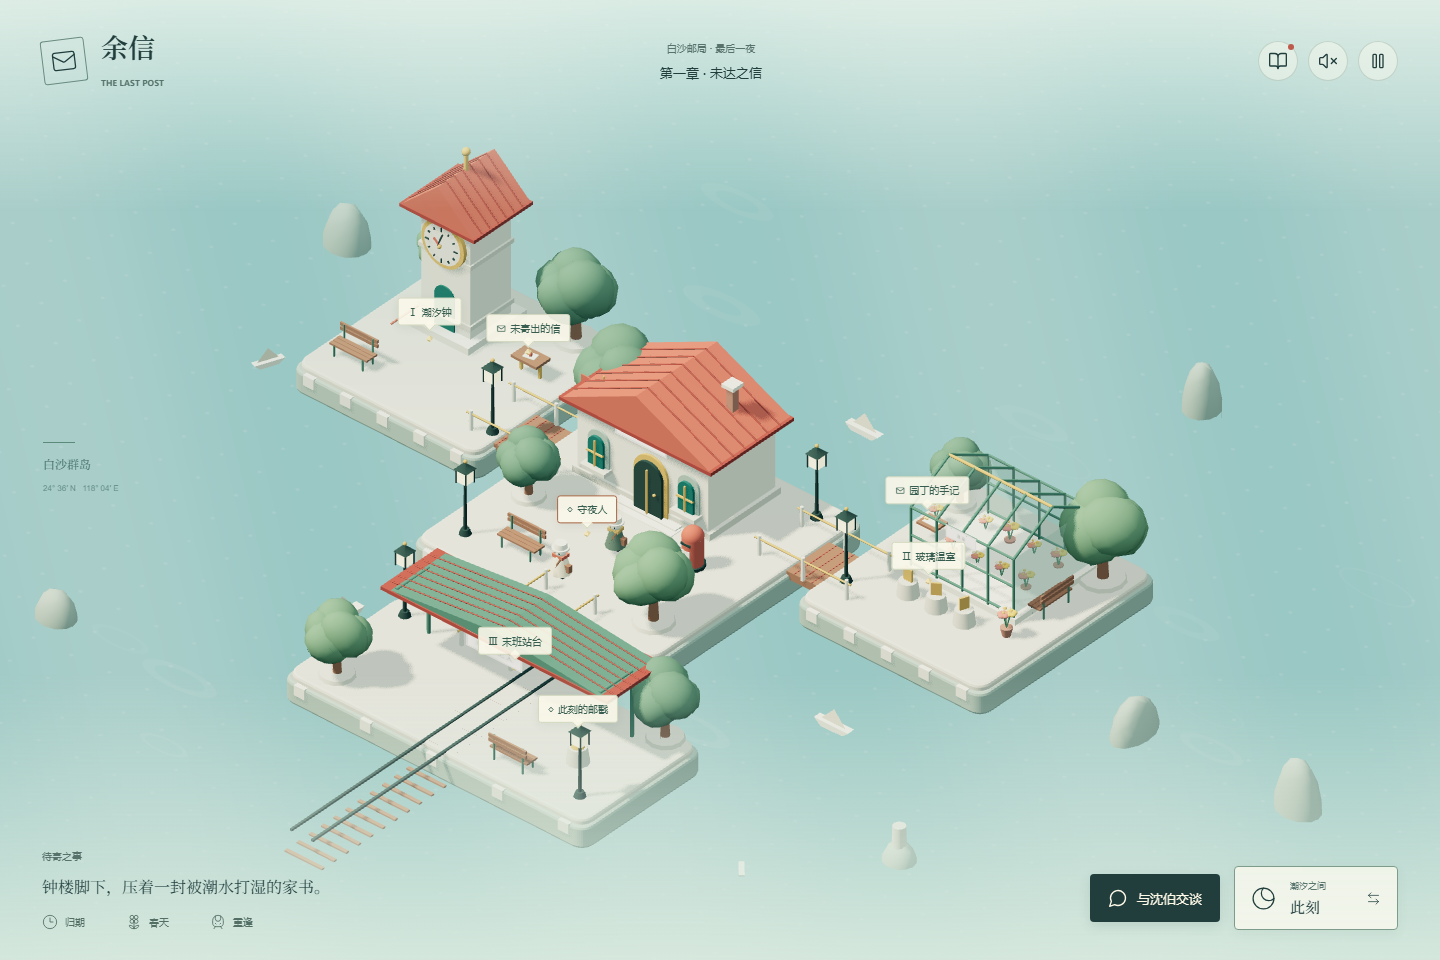 余信
THE LAST POST
白沙邮局 · 最后一夜
第一章 · 未达之信
I 潮汐钟
未寄出的信
白沙群岛
24° 36' N 118° 04' E
园丁的手记
守夜人
II 玻璃温室
III 末班站台
此刻的邮戳
待寄之事
钟楼脚下，压着一封被潮水打湿的家书。
归期
春天
重逢
与沈伯交谈
潮汐之间
此刻